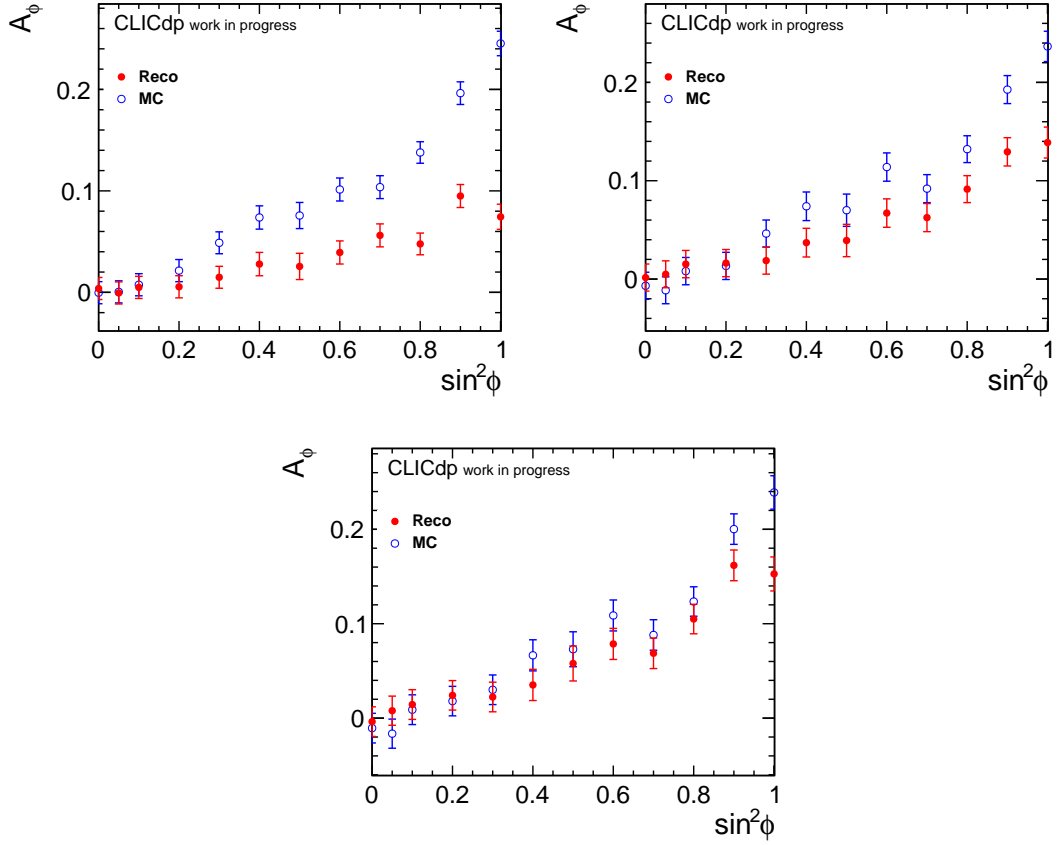 A_ϕ
CLICdp work in progress
Reco
MC
0.2
0.1
0
0 0.2 0.4 0.6 0.8 1
sin²ϕ
A_ϕ
CLICdp work in progress
Reco
MC
0.2
0.1
0
0 0.2 0.4 0.6 0.8 1
sin²ϕ
A_ϕ
CLICdp work in progress
Reco
MC
0.2
0.1
0
0 0.2 0.4 0.6 0.8 1
sin²ϕ